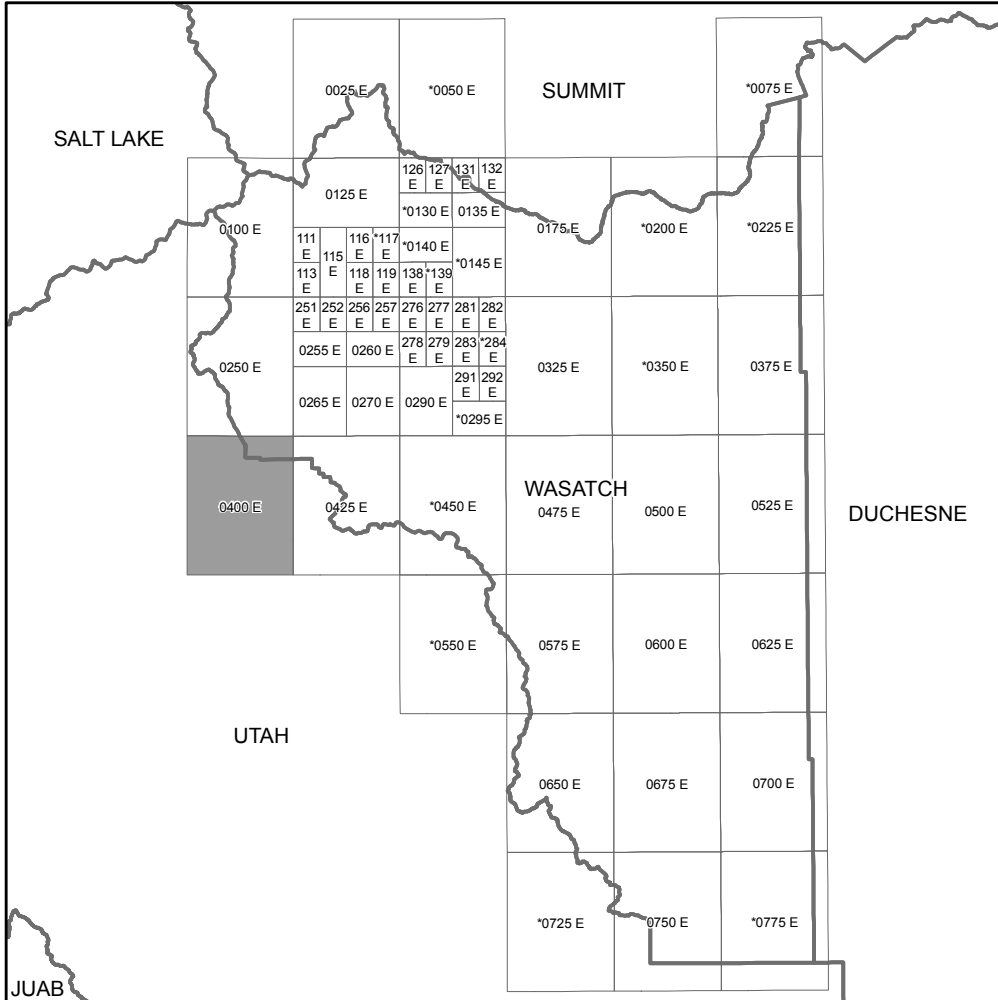 0025 E
*0050 E
SUMMIT
*0075 E
SALT LAKE
126 E
127 E
131 E
132 E
0125 E
*0130 E
0135 E
0100 E
0175 E
*0200 E
*0225 E
111 E
115 E
116 E
*117 E
*0140 E
*0145 E
113 E
118 E
119 E
138 E
*139 E
251 E
252 E
256 E
257 E
276 E
277 E
281 E
282 E
0250 E
0255 E
0260 E
278 E
279 E
283 E
*284 E
0325 E
*0350 E
0375 E
0265 E
0270 E
0290 E
291 E
292 E
*0295 E
WASATCH
0400 E
0425 E
*0450 E
0475 E
0500 E
0525 E
DUCHESNE
*0550 E
0575 E
0600 E
0625 E
UTAH
0650 E
0675 E
0700 E
*0725 E
0750 E
*0775 E
JUAB